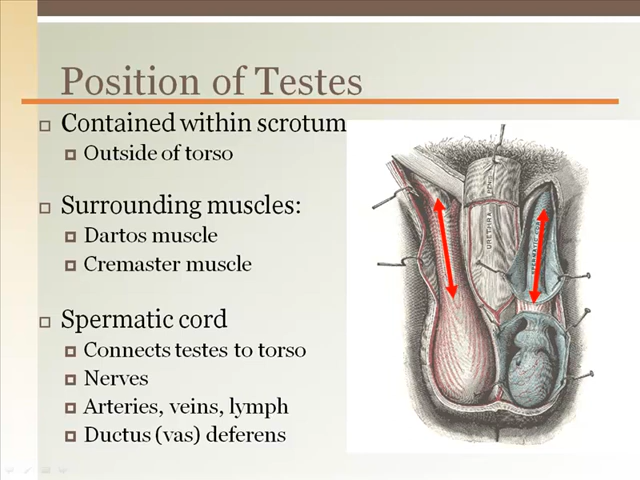 Position of Testes
Contained within scrotum
Outside of torso
Surrounding muscles:
Dartos muscle
Cremaster muscle
Spermatic cord
Connects testes to torso
Nerves
Arteries, veins, lymph
Ductus (vas) deferens
URETHRA